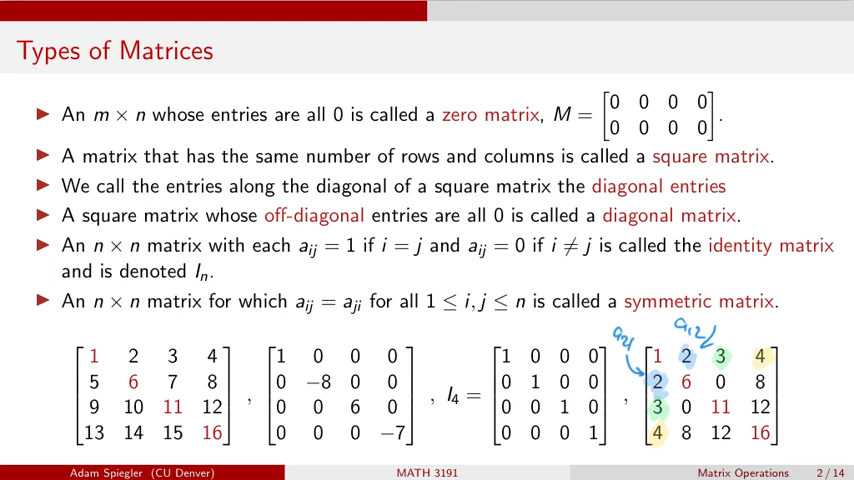 Types of Matrices
▶ An m × n whose entries are all 0 is called a zero matrix, M = [0 0 0 0
0 0 0 0].
▶ A matrix that has the same number of rows and columns is called a square matrix.
▶ We call the entries along the diagonal of a square matrix the diagonal entries
▶ A square matrix whose off-diagonal entries are all 0 is called a diagonal matrix.
▶ An n × n matrix with each aᵢⱼ = 1 if i = j and aᵢⱼ = 0 if i ≠ j is called the identity matrix
and is denoted Iₙ.
▶ An n × n matrix for which aᵢⱼ = aⱼᵢ for all 1 ≤ i, j ≤ n is called a symmetric matrix.
a₂₁ a₁₂
[1 2 3 4
5 6 7 8
9 10 11 12
13 14 15 16] ,
[1 0 0 0
0 −8 0 0
0 0 6 0
0 0 0 −7] ,
I₄ = [1 0 0 0
0 1 0 0
0 0 1 0
0 0 0 1] ,
[1 2 3 4
2 6 0 8
3 0 11 12
4 8 12 16]
Adam Spiegler (CU Denver) MATH 3191 Matrix Operations 2 / 14